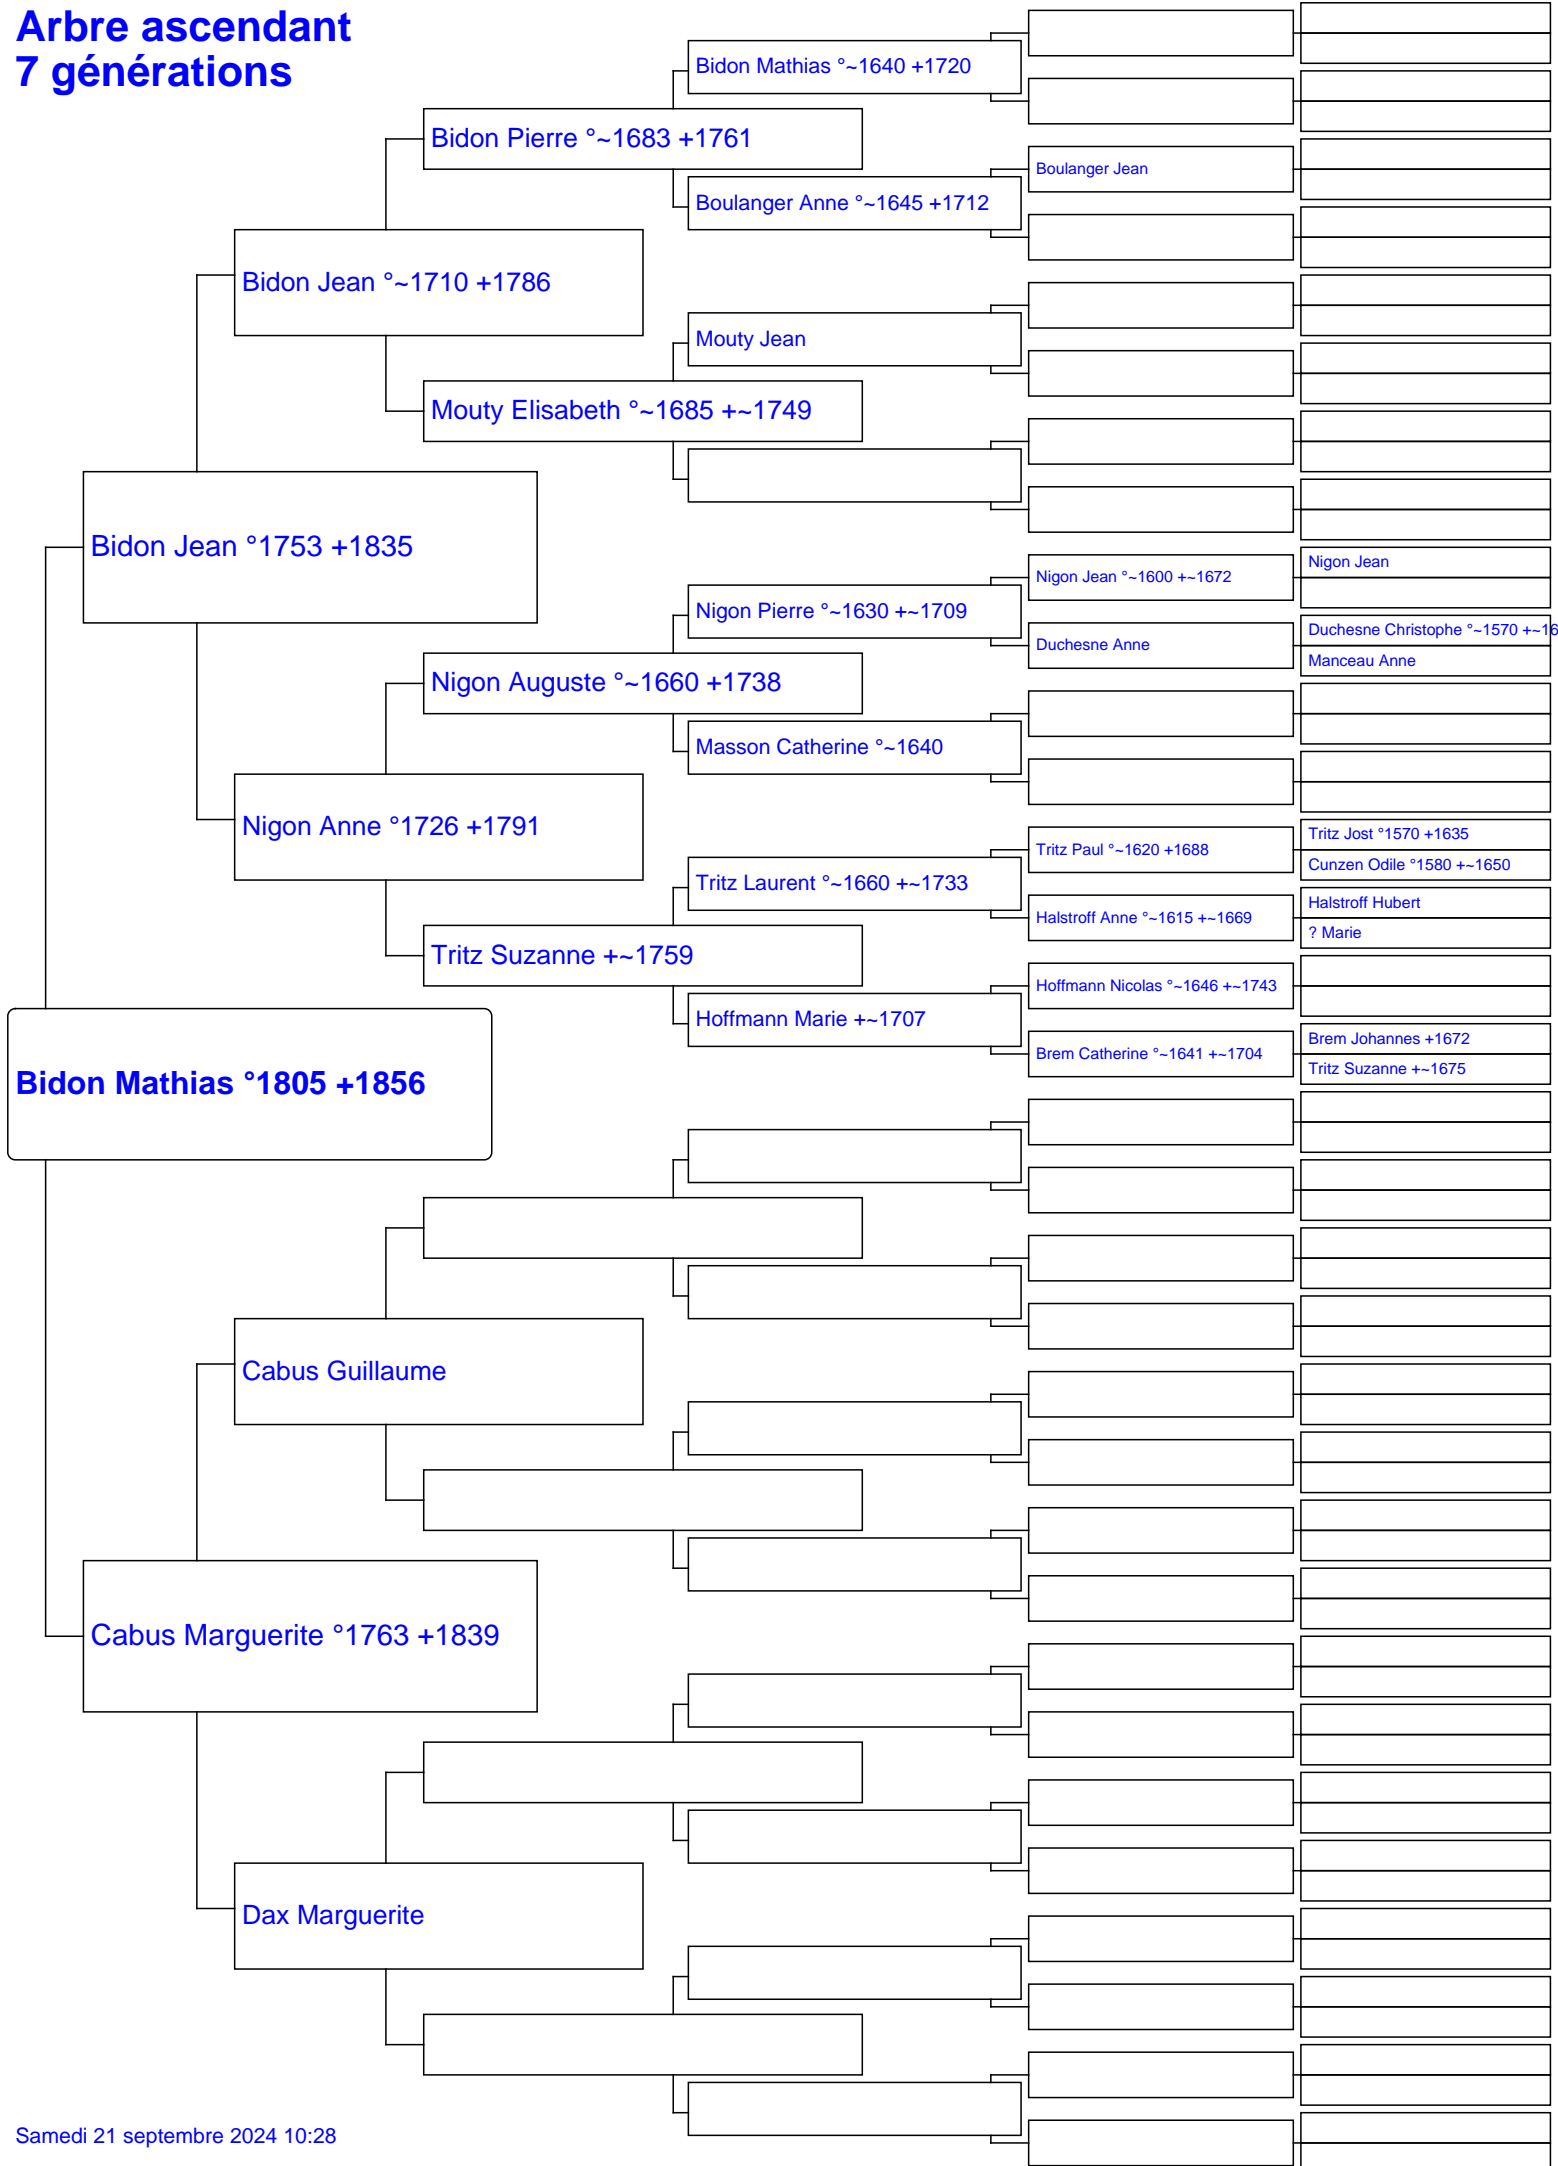 Arbre ascendant
7 générations
Bidon Mathias °~1640 +1720
Bidon Pierre °~1683 +1761
Boulanger Jean
Boulanger Anne °~1645 +1712
Bidon Jean °~1710 +1786
Mouty Jean
Mouty Elisabeth °~1685 +~1749
Bidon Jean °1753 +1835
Nigon Jean
Nigon Jean °~1600 +~1672
Nigon Pierre °~1630 +~1709
Duchesne Christophe °~1570 +~16
Duchesne Anne
Manceau Anne
Nigon Auguste °~1660 +1738
Masson Catherine °~1640
Nigon Anne °1726 +1791
Tritz Jost °1570 +1635
Tritz Paul °~1620 +1688
Cunzen Odile °1580 +~1650
Tritz Laurent °~1660 +~1733
Halstroff Hubert
Halstroff Anne °~1615 +~1669
? Marie
Tritz Suzanne +~1759
Hoffmann Nicolas °~1646 +~1743
Hoffmann Marie +~1707
Brem Johannes +1672
Brem Catherine °~1641 +~1704
Tritz Suzanne +~1675
Bidon Mathias °1805 +1856
Cabus Guillaume
Cabus Marguerite °1763 +1839
Dax Marguerite
Samedi 21 septembre 2024 10:28